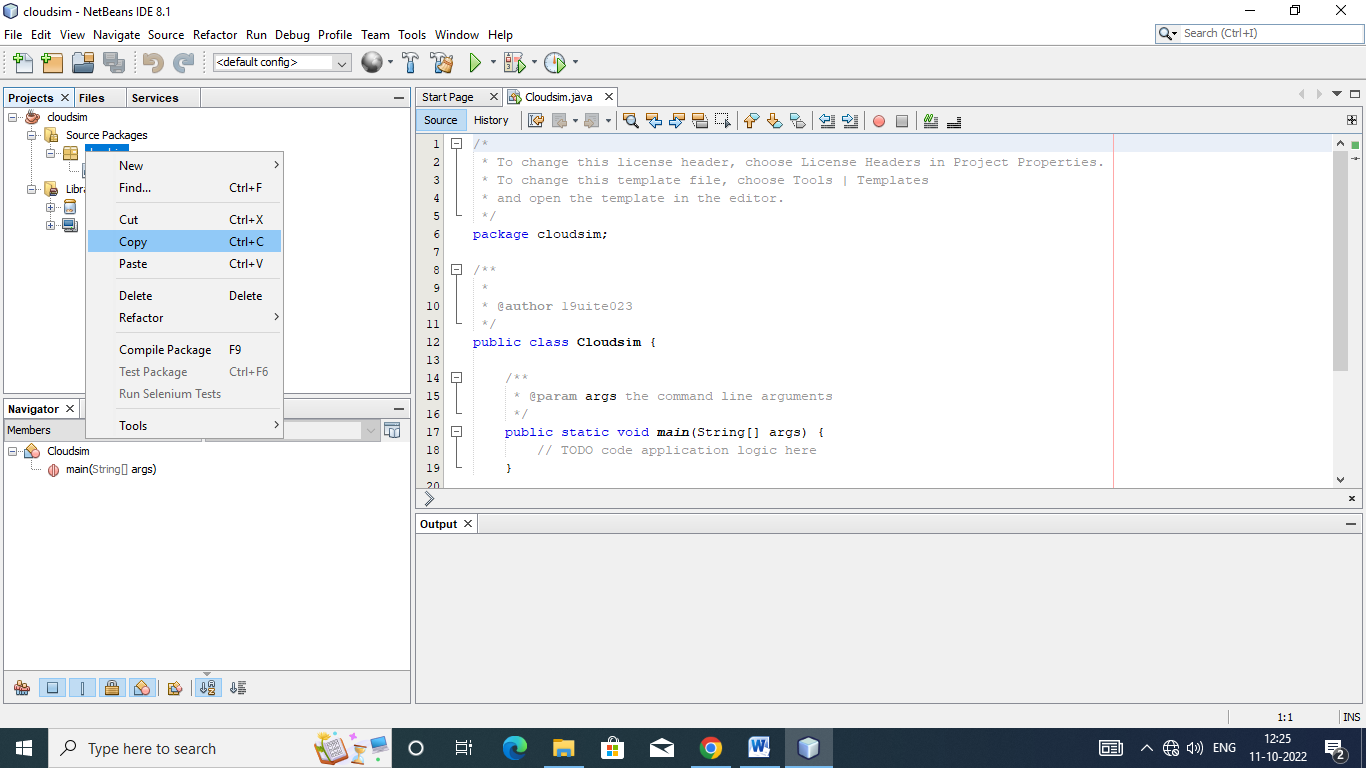 cloudsim - NetBeans IDE 8.1
File Edit View Navigate Source Refactor Run Debug Profile Team Tools Window Help
Search (Ctrl+I)
<default config>
Projects Files Services
cloudsim
Source Packages
New
Find... Ctrl+F
Cut Ctrl+X
Copy Ctrl+C
Paste Ctrl+V
Delete Delete
Refactor
Compile Package F9
Test Package Ctrl+F6
Run Selenium Tests
Tools
Navigator
Members
Cloudsim
main(String[] args)
Start Page Cloudsim.java
Source History
1 /*
2 * To change this license header, choose License Headers in Project Properties.
3 * To change this template file, choose Tools | Templates
4 * and open the template in the editor.
5 */
6 package cloudsim;
7
8 /**
9 *
10 * @author 19uite023
11 */
12 public class Cloudsim {
13
14 /**
15 * @param args the command line arguments
16 */
17 public static void main(String[] args) {
18 // TODO code application logic here
19 }
20
Output
1:1 INS
Type here to search
ENG
12:25
11-10-2022
2